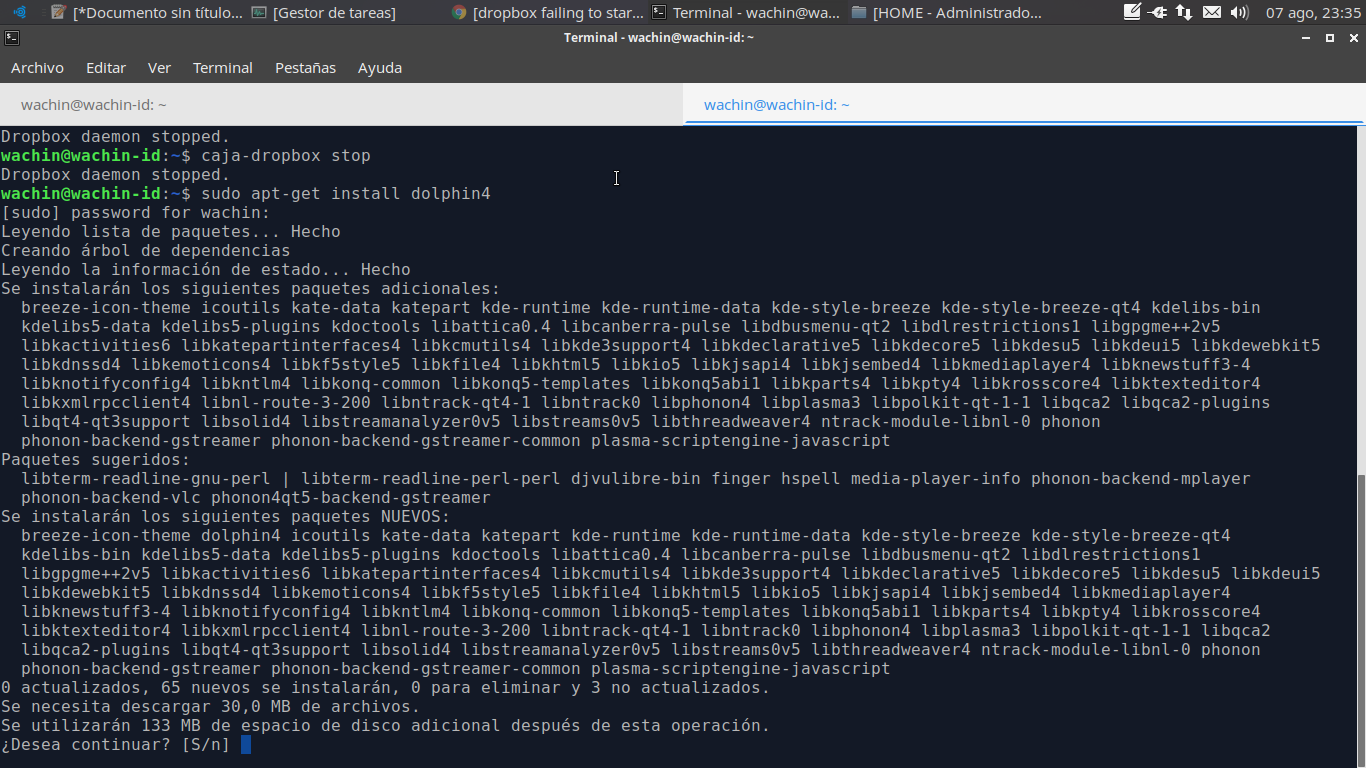 [*Documento sin título... [Gestor de tareas] [dropbox failing to star... Terminal - wachin@wa... [HOME - Administrado... 07 ago, 23:35
Terminal - wachin@wachin-id: ~
Archivo Editar Ver Terminal Pestañas Ayuda
wachin@wachin-id: ~ wachin@wachin-id: ~
Dropbox daemon stopped.
wachin@wachin-id:~$ caja-dropbox stop
Dropbox daemon stopped.
wachin@wachin-id:~$ sudo apt-get install dolphin4
[sudo] password for wachin:
Leyendo lista de paquetes... Hecho
Creando árbol de dependencias
Leyendo la información de estado... Hecho
Se instalarán los siguientes paquetes adicionales:
breeze-icon-theme icoutils kate-data katepart kde-runtime kde-runtime-data kde-style-breeze kde-style-breeze-qt4 kdelibs-bin
kdelibs5-data kdelibs5-plugins kdoctools libattica0.4 libcanberra-pulse libdbusmenu-qt2 libdlrestrictions1 libgpgme++2v5
libkactivities6 libkatepartinterfaces4 libkcmutils4 libkde3support4 libkdeclarative5 libkdecore5 libkdesu5 libkdeui5 libkdewebkit5
libkdnssd4 libkemoticons4 libkf5style5 libkfile4 libkhtml5 libkio5 libkjsapi4 libkjsembed4 libkmediaplayer4 libknewstuff3-4
libknotifyconfig4 libkntlm4 libkonq-common libkonq5-templates libkonq5abi1 libkparts4 libkpty4 libkrosscore4 libktexteditor4
libkxmlrpcclient4 libnl-route-3-200 libntrack-qt4-1 libntrack0 libphonon4 libplasma3 libpolkit-qt-1-1 libqca2 libqca2-plugins
libqt4-qt3support libsolid4 libstreamanalyzer0v5 libstreams0v5 libthreadweaver4 ntrack-module-libnl-0 phonon
phonon-backend-gstreamer phonon-backend-gstreamer-common plasma-scriptengine-javascript
Paquetes sugeridos:
libterm-readline-gnu-perl | libterm-readline-perl-perl djvulibre-bin finger hspell media-player-info phonon-backend-mplayer
phonon-backend-vlc phonon4qt5-backend-gstreamer
Se instalarán los siguientes paquetes NUEVOS:
breeze-icon-theme dolphin4 icoutils kate-data katepart kde-runtime kde-runtime-data kde-style-breeze kde-style-breeze-qt4
kdelibs-bin kdelibs5-data kdelibs5-plugins kdoctools libattica0.4 libcanberra-pulse libdbusmenu-qt2 libdlrestrictions1
libgpgme++2v5 libkactivities6 libkatepartinterfaces4 libkcmutils4 libkde3support4 libkdeclarative5 libkdecore5 libkdesu5 libkdeui5
libkdewebkit5 libkdnssd4 libkemoticons4 libkf5style5 libkfile4 libkhtml5 libkio5 libkjsapi4 libkjsembed4 libkmediaplayer4
libknewstuff3-4 libknotifyconfig4 libkntlm4 libkonq-common libkonq5-templates libkonq5abi1 libkparts4 libkpty4 libkrosscore4
libktexteditor4 libkxmlrpcclient4 libnl-route-3-200 libntrack-qt4-1 libntrack0 libphonon4 libplasma3 libpolkit-qt-1-1 libqca2
libqca2-plugins libqt4-qt3support libsolid4 libstreamanalyzer0v5 libstreams0v5 libthreadweaver4 ntrack-module-libnl-0 phonon
phonon-backend-gstreamer phonon-backend-gstreamer-common plasma-scriptengine-javascript
0 actualizados, 65 nuevos se instalarán, 0 para eliminar y 3 no actualizados.
Se necesita descargar 30,0 MB de archivos.
Se utilizarán 133 MB de espacio de disco adicional después de esta operación.
¿Desea continuar? [S/n]